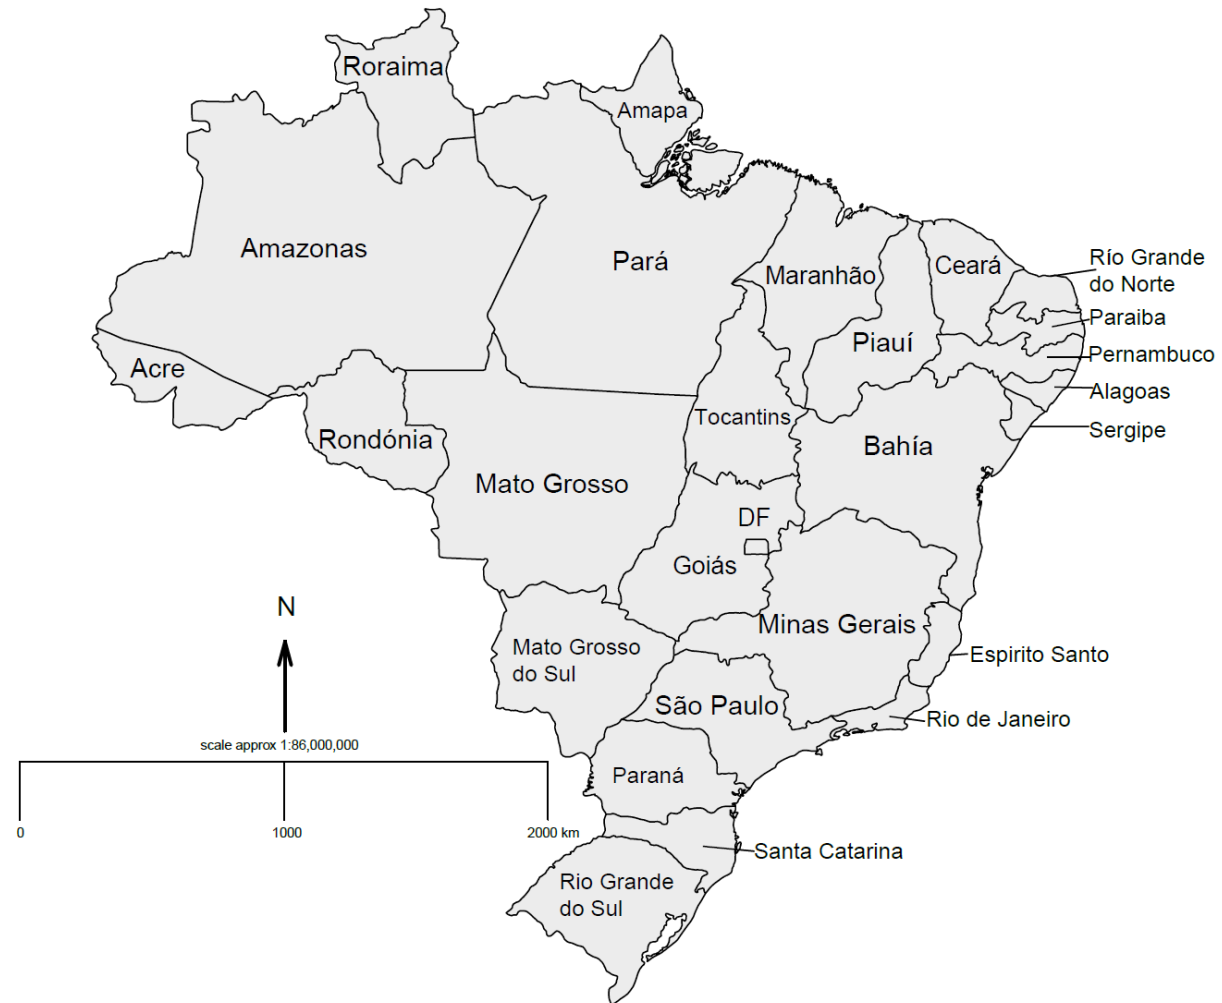 Roraima
Amapa
Amazonas
Pará
Maranhão
Ceará
Río Grande
do Norte
Paraiba
Piauí
Pernambuco
Acre
Alagoas
Tocantins
Sergipe
Rondónia
Bahía
Mato Grosso
DF
Goiás
N
Minas Gerais
Mato Grosso
do Sul
Espirito Santo
São Paulo
Rio de Janeiro
scale approx 1:86,000,000
Paraná
0
1000
2000 km
Santa Catarina
Rio Grande
do Sul